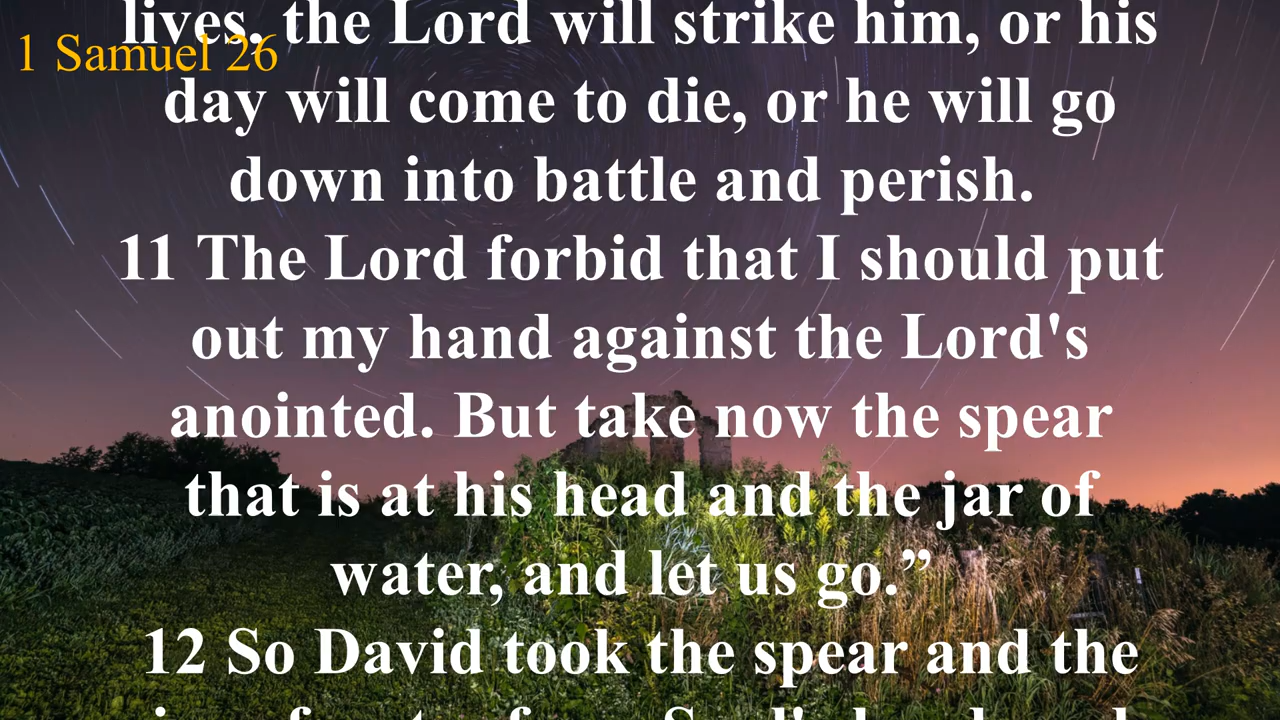 lives, the Lord will strike him, or his
1 Samuel 26
day will come to die, or he will go
down into battle and perish.
11 The Lord forbid that I should put
out my hand against the Lord's
anointed. But take now the spear
that is at his head and the jar of
water, and let us go.”
12 So David took the spear and the